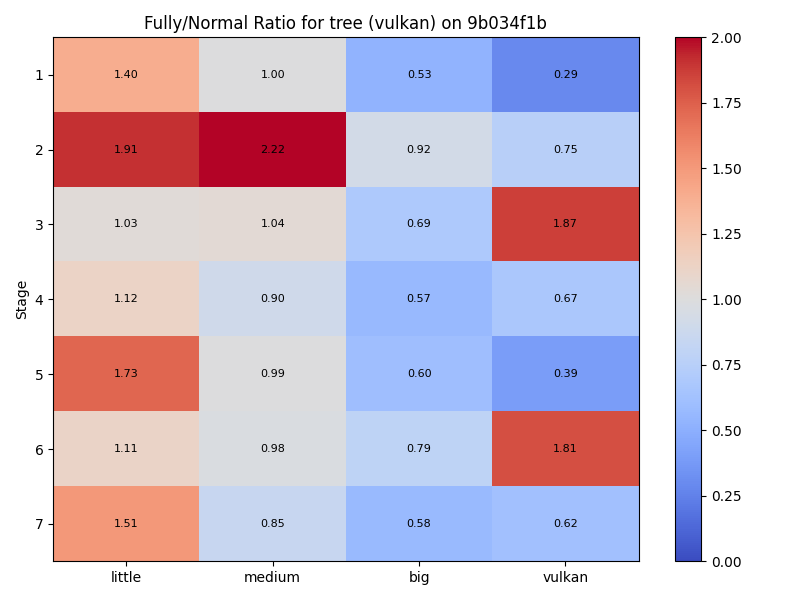 Fully/Normal Ratio for tree (vulkan) on 9b034f1b
Stage
1 1.40 1.00 0.53 0.29
2 1.91 2.22 0.92 0.75
3 1.03 1.04 0.69 1.87
4 1.12 0.90 0.57 0.67
5 1.73 0.99 0.60 0.39
6 1.11 0.98 0.79 1.81
7 1.51 0.85 0.58 0.62
little medium big vulkan
2.00
1.75
1.50
1.25
1.00
0.75
0.50
0.25
0.00